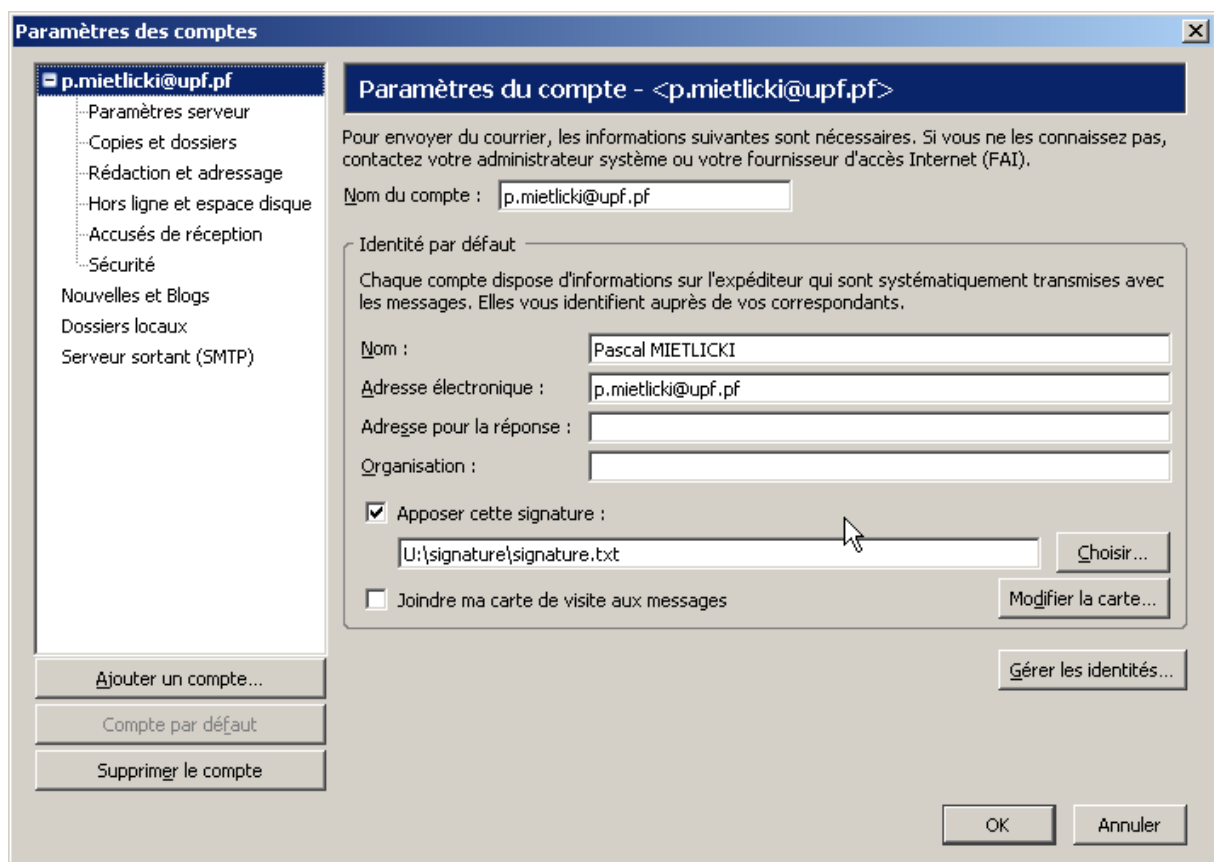 Paramètres des comptes
p.mietlicki@upf.pf
Paramètres serveur
Copies et dossiers
Rédaction et adressage
Hors ligne et espace disque
Accusés de réception
Sécurité
Nouvelles et Blogs
Dossiers locaux
Serveur sortant (SMTP)
Ajouter un compte...
Compte par défaut
Supprimer le compte
Paramètres du compte - <p.mietlicki@upf.pf>
Pour envoyer du courrier, les informations suivantes sont nécessaires. Si vous ne les connaissez pas,
contactez votre administrateur système ou votre fournisseur d'accès Internet (FAI).
Nom du compte : p.mietlicki@upf.pf
Identité par défaut
Chaque compte dispose d'informations sur l'expéditeur qui sont systématiquement transmises avec
les messages. Elles vous identifient auprès de vos correspondants.
Nom : Pascal MIETLICKI
Adresse électronique : p.mietlicki@upf.pf
Adresse pour la réponse :
Organisation :
Apposer cette signature :
U:\signature\signature.txt Choisir...
Joindre ma carte de visite aux messages Modifier la carte...
Gérer les identités...
OK Annuler